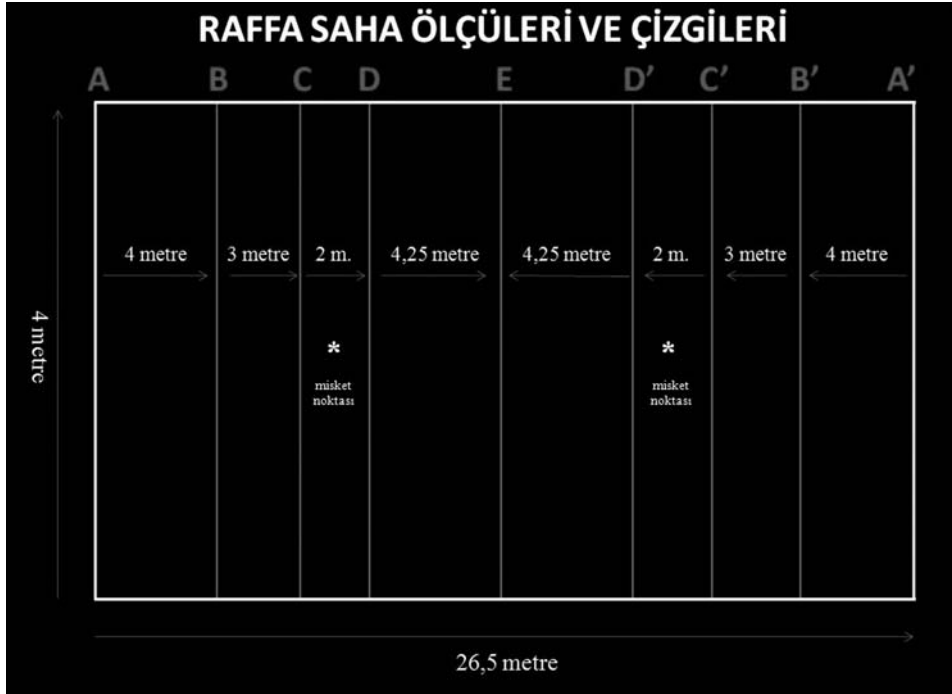 RAFFA SAHA ÖLÇÜLERİ VE ÇİZGİLERİ
A B C D E D’ C’ B’ A’
4 metre 3 metre 2 m. 4,25 metre 4,25 metre 2 m. 3 metre 4 metre
4 metre
* *
misket misket
noktası noktası
26,5 metre